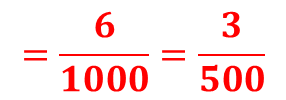 = 6/1000 = 3/500